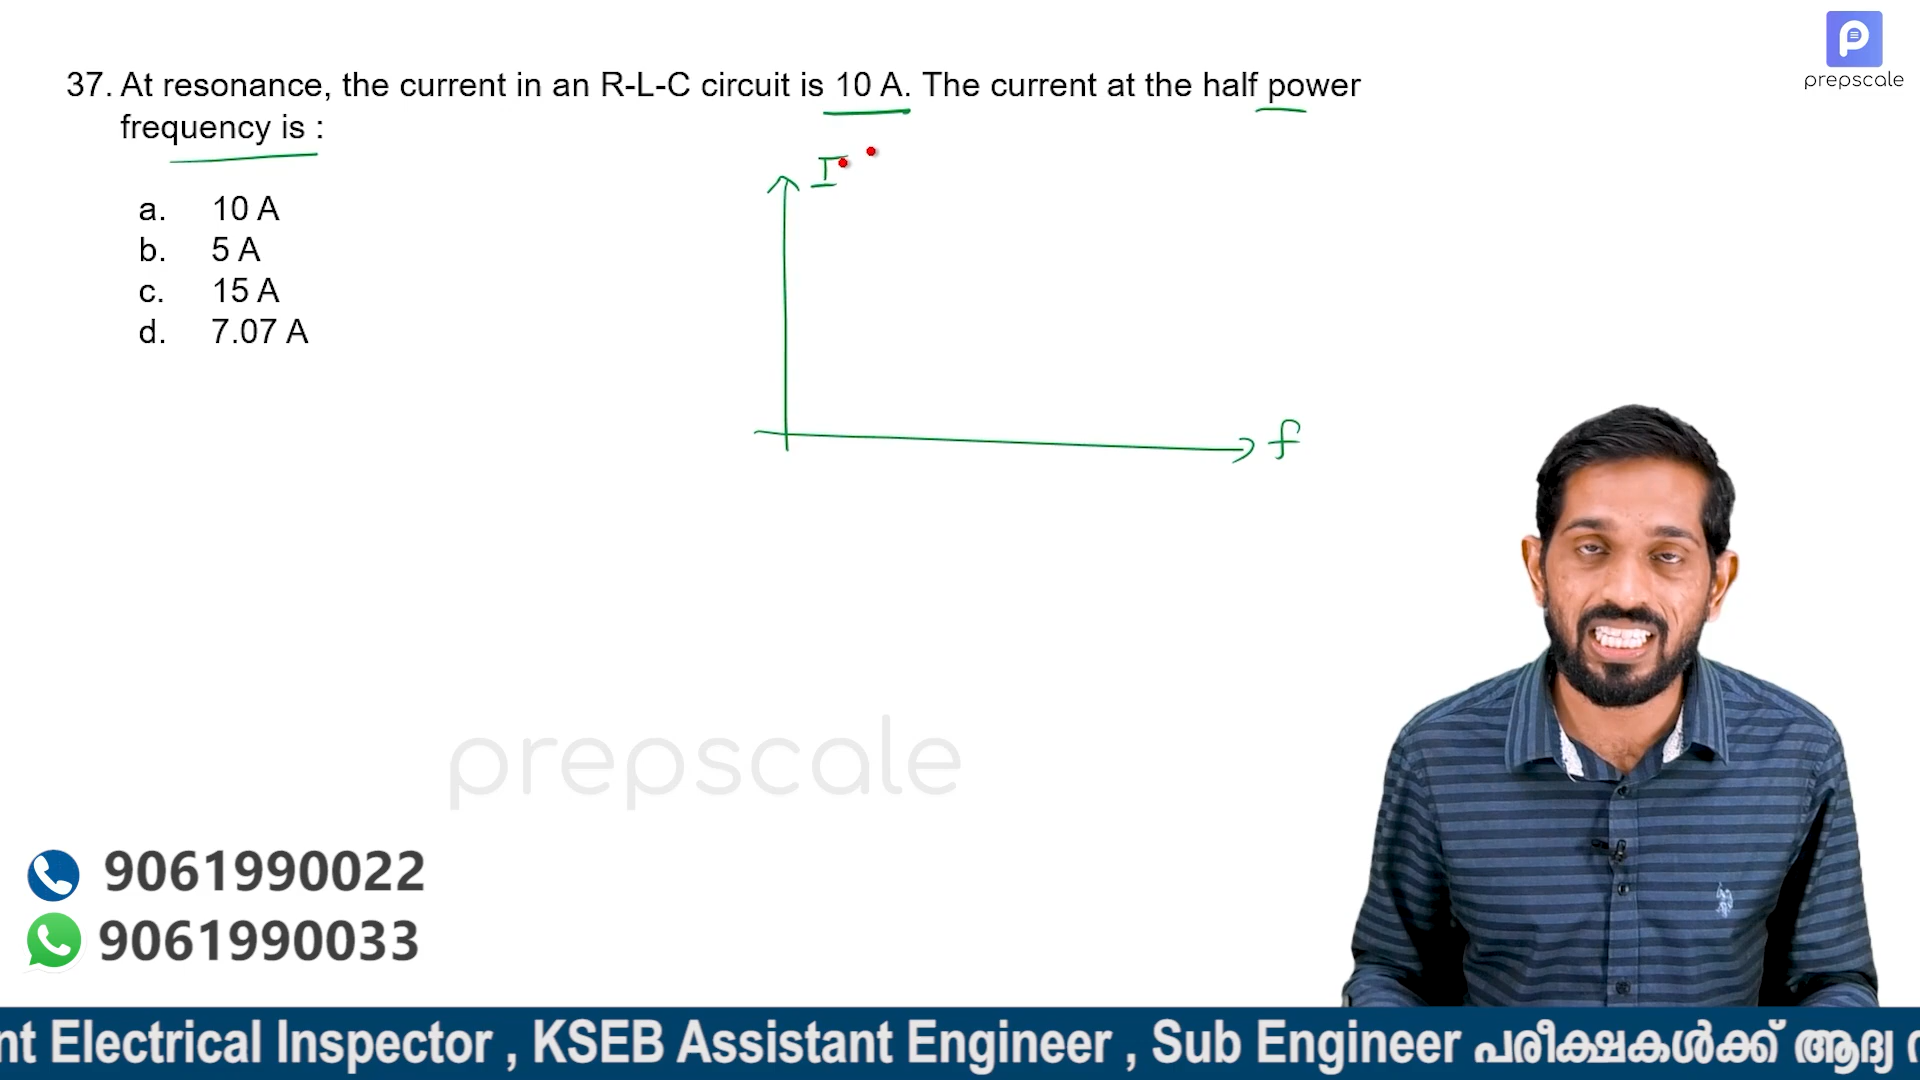 prepscale
37. At resonance, the current in an R-L-C circuit is 10 A. The current at the half power
frequency is :
a. 10 A
b. 5 A
c. 15 A
d. 7.07 A
I
f
prepscale
9061990022
9061990033
nt Electrical Inspector , KSEB Assistant Engineer , Sub Engineer പരീക്ഷകൾക്ക് ആദ്യ